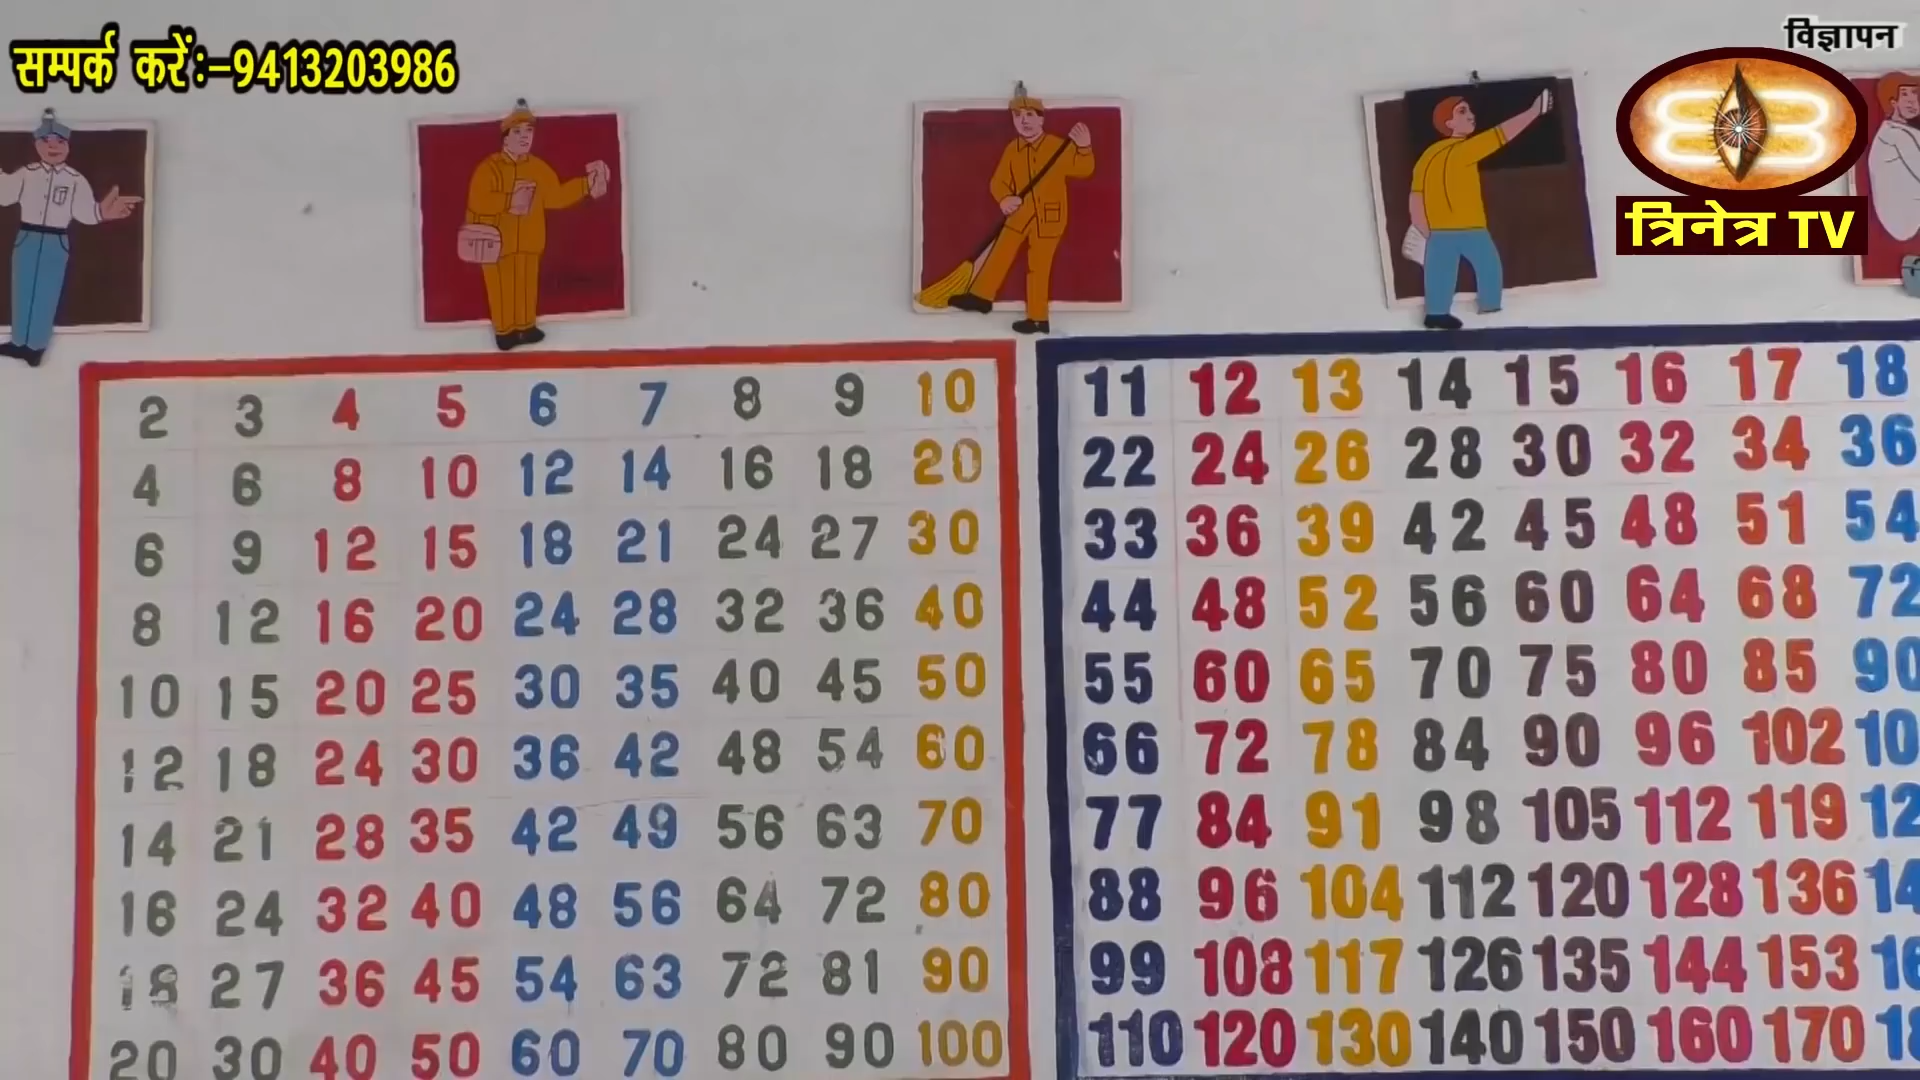 विज्ञापन
सम्पर्क करें:-9413203986
त्रिनेत्र TV
2 3 4 5 6 7 8 9 10
4 6 8 10 12 14 16 18 20
6 9 12 15 18 21 24 27 30
8 12 16 20 24 28 32 36 40
10 15 20 25 30 35 40 45 50
12 18 24 30 36 42 48 54 60
14 21 28 35 42 49 56 63 70
16 24 32 40 48 56 64 72 80
18 27 36 45 54 63 72 81 90
20 30 40 50 60 70 80 90 100
11 12 13 14 15 16 17 18
22 24 26 28 30 32 34 36
33 36 39 42 45 48 51 54
44 48 52 56 60 64 68 72
55 60 65 70 75 80 85 90
66 72 78 84 90 96 102 10
77 84 91 98 105 112 119 12
88 96 104 112 120 128 136 14
99 108 117 126 135 144 153 16
110 120 130 140 150 160 170 18